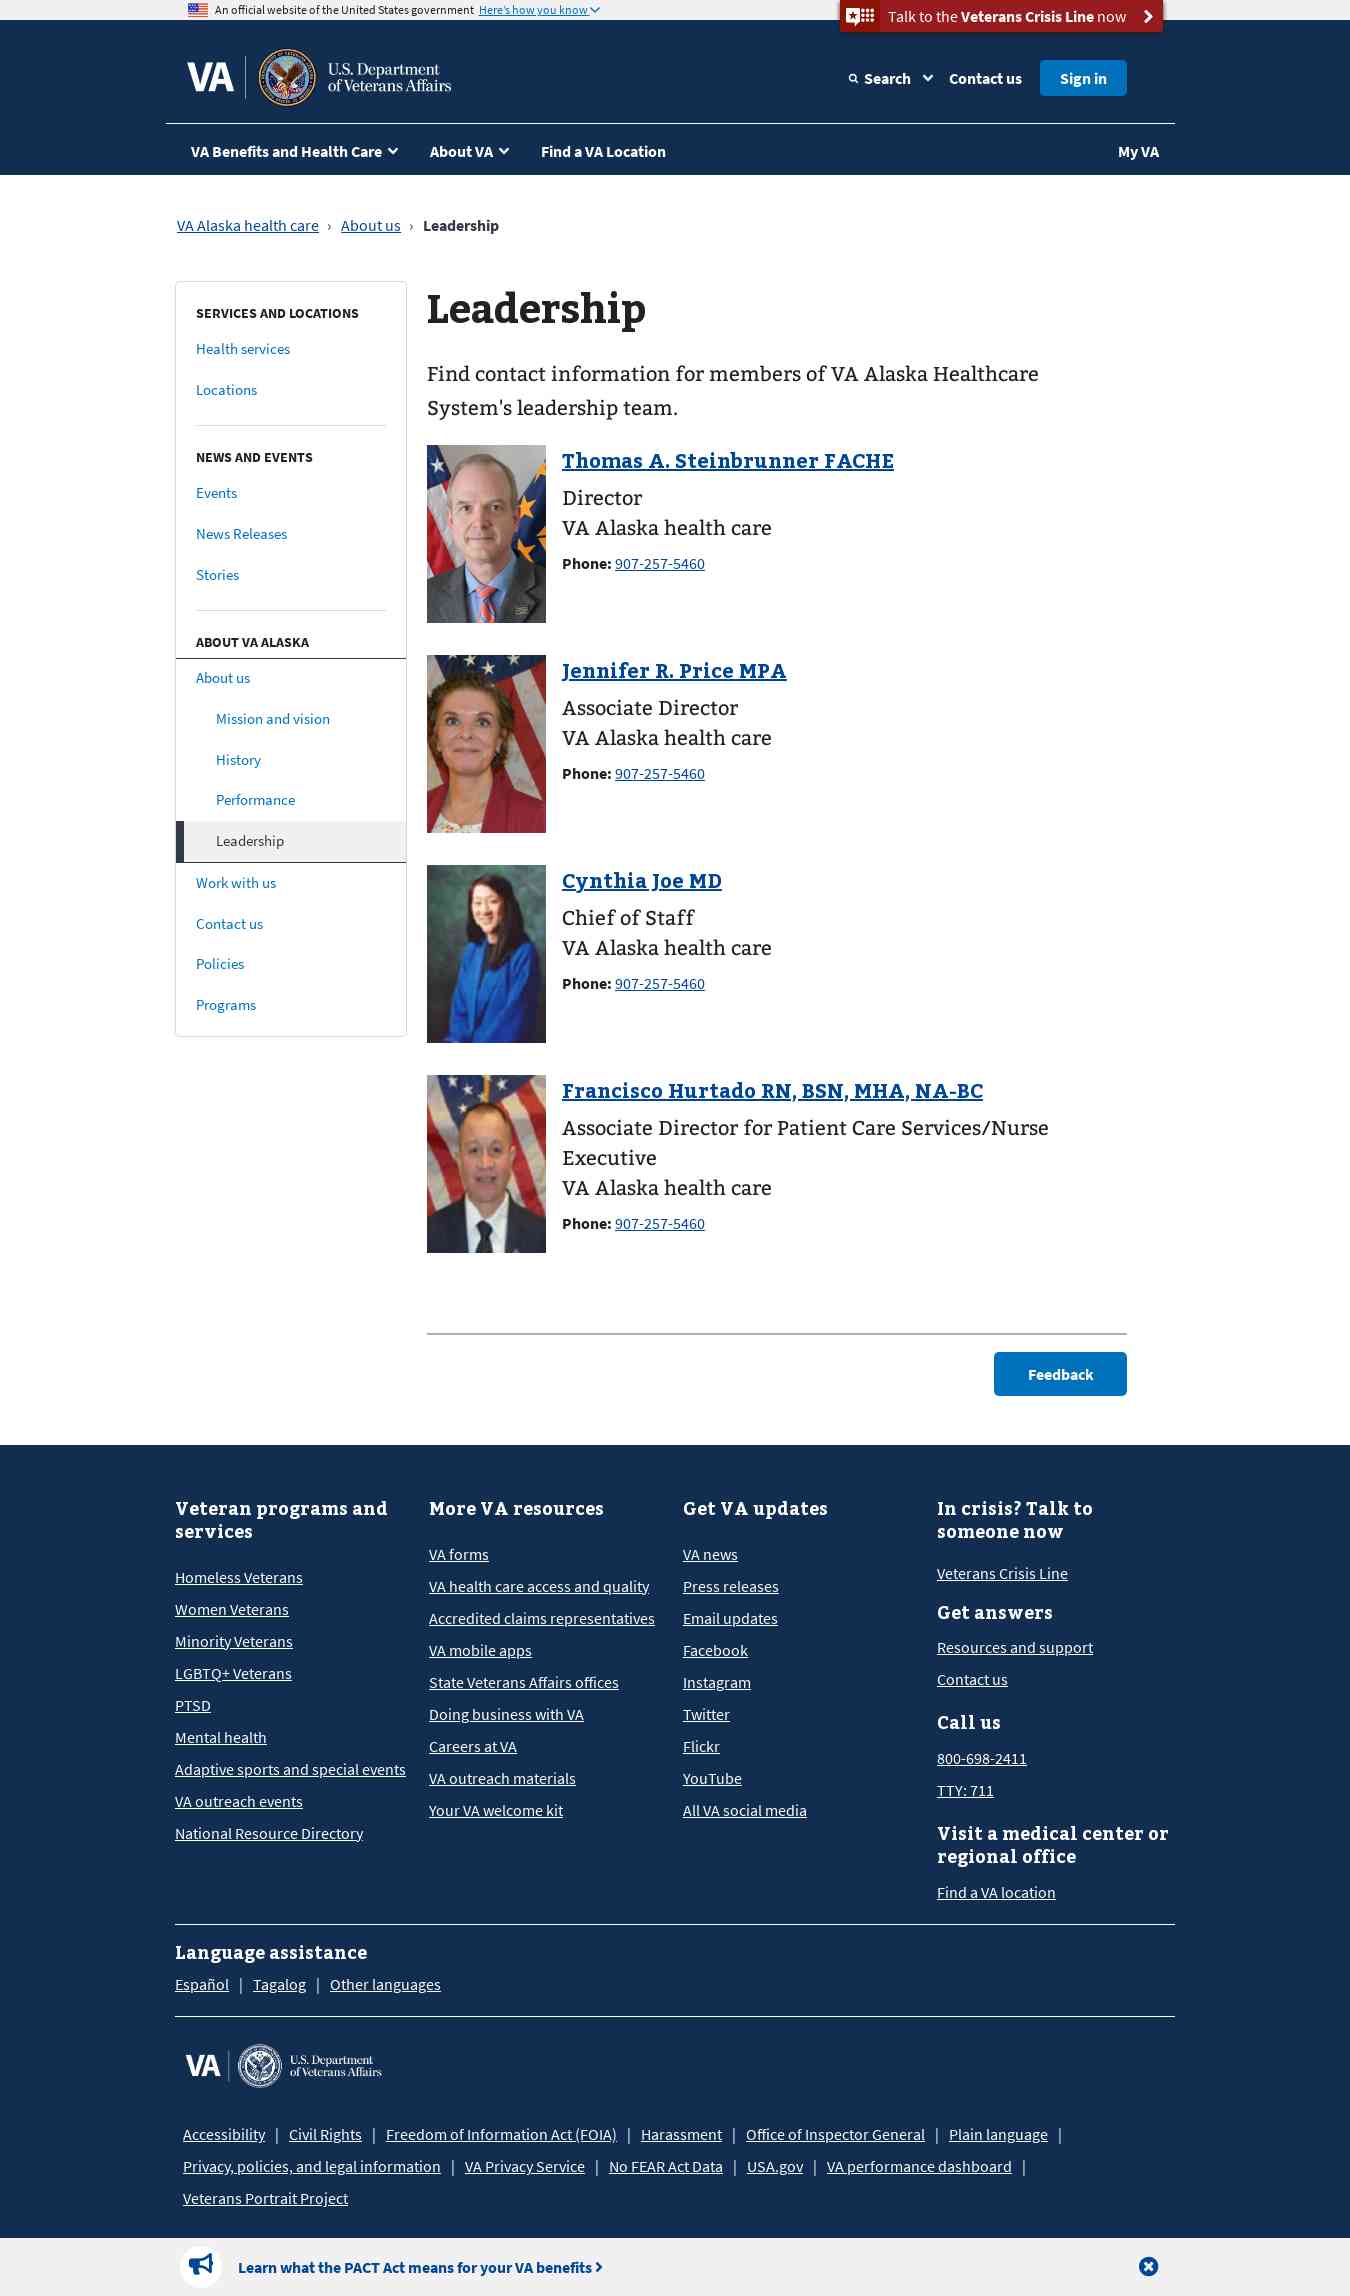 An official website of the United States government Here's how you know
Talk to the Veterans Crisis Line now
VA
U.S. Department
of Veterans Affairs
Search
Contact us
Sign in
VA Benefits and Health Care
About VA
Find a VA Location
My VA
VA Alaska health care › About us › Leadership
SERVICES AND LOCATIONS
Health services
Locations
NEWS AND EVENTS
Events
News Releases
Stories
ABOUT VA ALASKA
About us
Mission and vision
History
Performance
Leadership
Work with us
Contact us
Policies
Programs
Leadership
Find contact information for members of VA Alaska Healthcare
System's leadership team.
Thomas A. Steinbrunner FACHE
Director
VA Alaska health care
Phone: 907-257-5460
Jennifer R. Price MPA
Associate Director
VA Alaska health care
Phone: 907-257-5460
Cynthia Joe MD
Chief of Staff
VA Alaska health care
Phone: 907-257-5460
Francisco Hurtado RN, BSN, MHA, NA-BC
Associate Director for Patient Care Services/Nurse
Executive
VA Alaska health care
Phone: 907-257-5460
Feedback
Veteran programs and
services
Homeless Veterans
Women Veterans
Minority Veterans
LGBTQ+ Veterans
PTSD
Mental health
Adaptive sports and special events
VA outreach events
National Resource Directory
More VA resources
VA forms
VA health care access and quality
Accredited claims representatives
VA mobile apps
State Veterans Affairs offices
Doing business with VA
Careers at VA
VA outreach materials
Your VA welcome kit
Get VA updates
VA news
Press releases
Email updates
Facebook
Instagram
Twitter
Flickr
YouTube
All VA social media
In crisis? Talk to
someone now
Veterans Crisis Line
Get answers
Resources and support
Contact us
Call us
800-698-2411
TTY: 711
Visit a medical center or
regional office
Find a VA location
Language assistance
Español | Tagalog | Other languages
VA
U.S. Department
of Veterans Affairs
Accessibility | Civil Rights | Freedom of Information Act (FOIA) | Harassment | Office of Inspector General | Plain language |
Privacy, policies, and legal information | VA Privacy Service | No FEAR Act Data | USA.gov | VA performance dashboard |
Veterans Portrait Project
Learn what the PACT Act means for your VA benefits